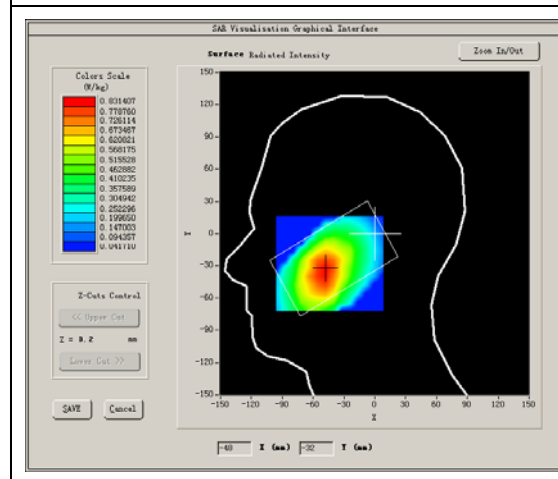 SAR Visualisation Graphical Interface
Surface Radiated Intensity
Zoom In/Out
Colors Scale
(W/kg)
0.831407
0.778760
0.726114
0.673467
0.620821
0.568175
0.515528
0.462882
0.410235
0.357589
0.304942
0.252296
0.199650
0.147003
0.094357
0.041710
150
120
90
60
30
0
-30
-60
-90
-120
-150
Y
-150 -120 -90 -60 -30 0 30 60 90 120 150
X
Z-Cuts Control
<< Upper Cut
Z = 0.2 mm
Lower Cut >>
SAVE Cancel
-48 X (mm) -32 Y (mm)